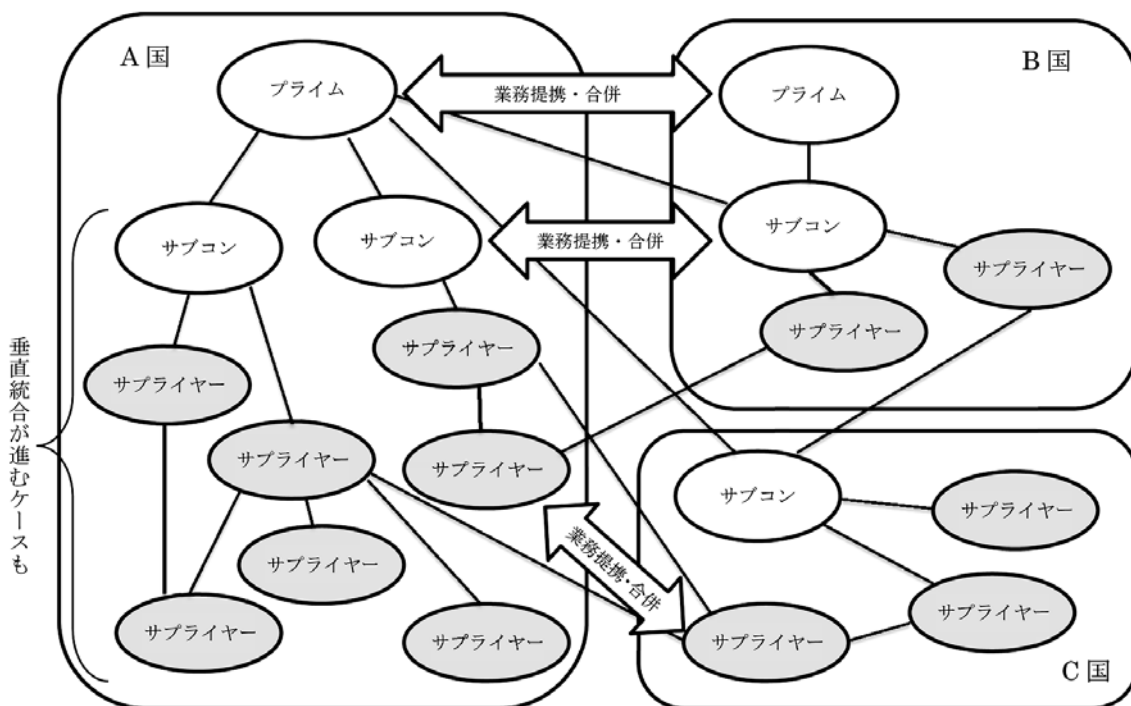 A国
プライム
業務提携・合併
プライム
B国
サブコン
サブコン
業務提携・合併
サブコン
サプライヤー
サプライヤー
サプライヤー
サプライヤー
垂直統合が進むケースも
サプライヤー
サプライヤー
サブコン
サプライヤー
サプライヤー
業務提携・合併
サプライヤー
サプライヤー
サプライヤー
サプライヤー
C国